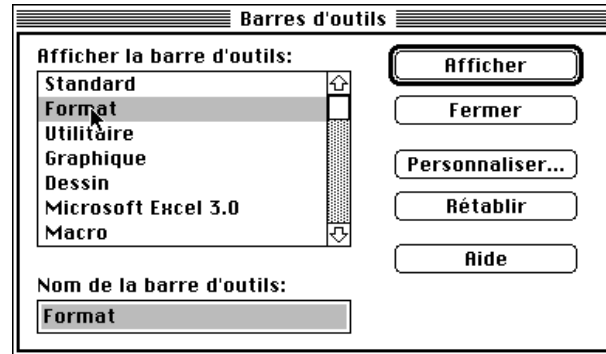 Barres d'outils
Afficher la barre d'outils:
Standard
Format
Utilitaire
Graphique
Dessin
Microsoft Excel 3.0
Macro
Nom de la barre d'outils:
Format
Afficher
Fermer
Personnaliser...
Rétablir
Aide